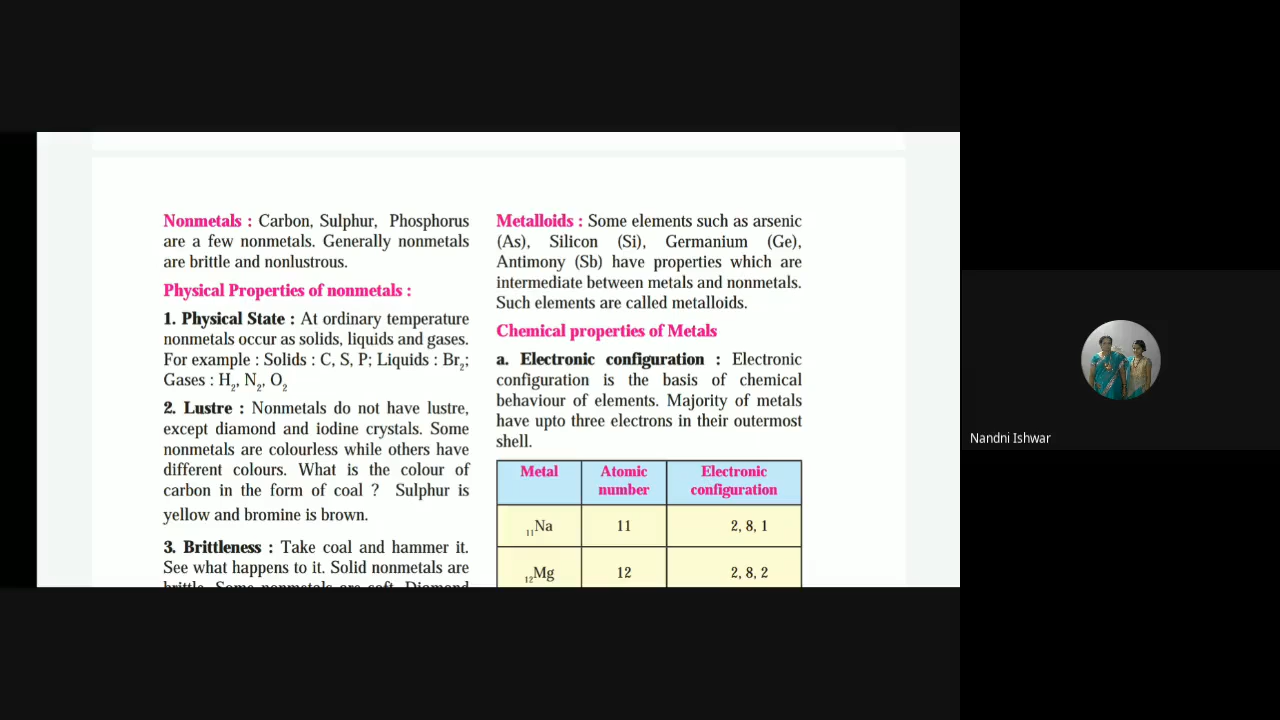 Nonmetals : Carbon, Sulphur, Phosphorus
are a few nonmetals. Generally nonmetals
are brittle and nonlustrous.
Physical Properties of nonmetals :
1. Physical State : At ordinary temperature
nonmetals occur as solids, liquids and gases.
For example : Solids : C, S, P; Liquids : Br₂;
Gases : H₂, N₂, O₂
2. Lustre : Nonmetals do not have lustre,
except diamond and iodine crystals. Some
nonmetals are colourless while others have
different colours. What is the colour of
carbon in the form of coal ? Sulphur is
yellow and bromine is brown.
3. Brittleness : Take coal and hammer it.
See what happens to it. Solid nonmetals are
brittle. Some nonmetals are soft. Diamond
Metalloids : Some elements such as arsenic
(As), Silicon (Si), Germanium (Ge),
Antimony (Sb) have properties which are
intermediate between metals and nonmetals.
Such elements are called metalloids.
Chemical properties of Metals
a. Electronic configuration : Electronic
configuration is the basis of chemical
behaviour of elements. Majority of metals
have upto three electrons in their outermost
shell.
Metal Atomic number Electronic configuration
₁₁Na 11 2, 8, 1
₁₂Mg 12 2, 8, 2
Nandni Ishwar